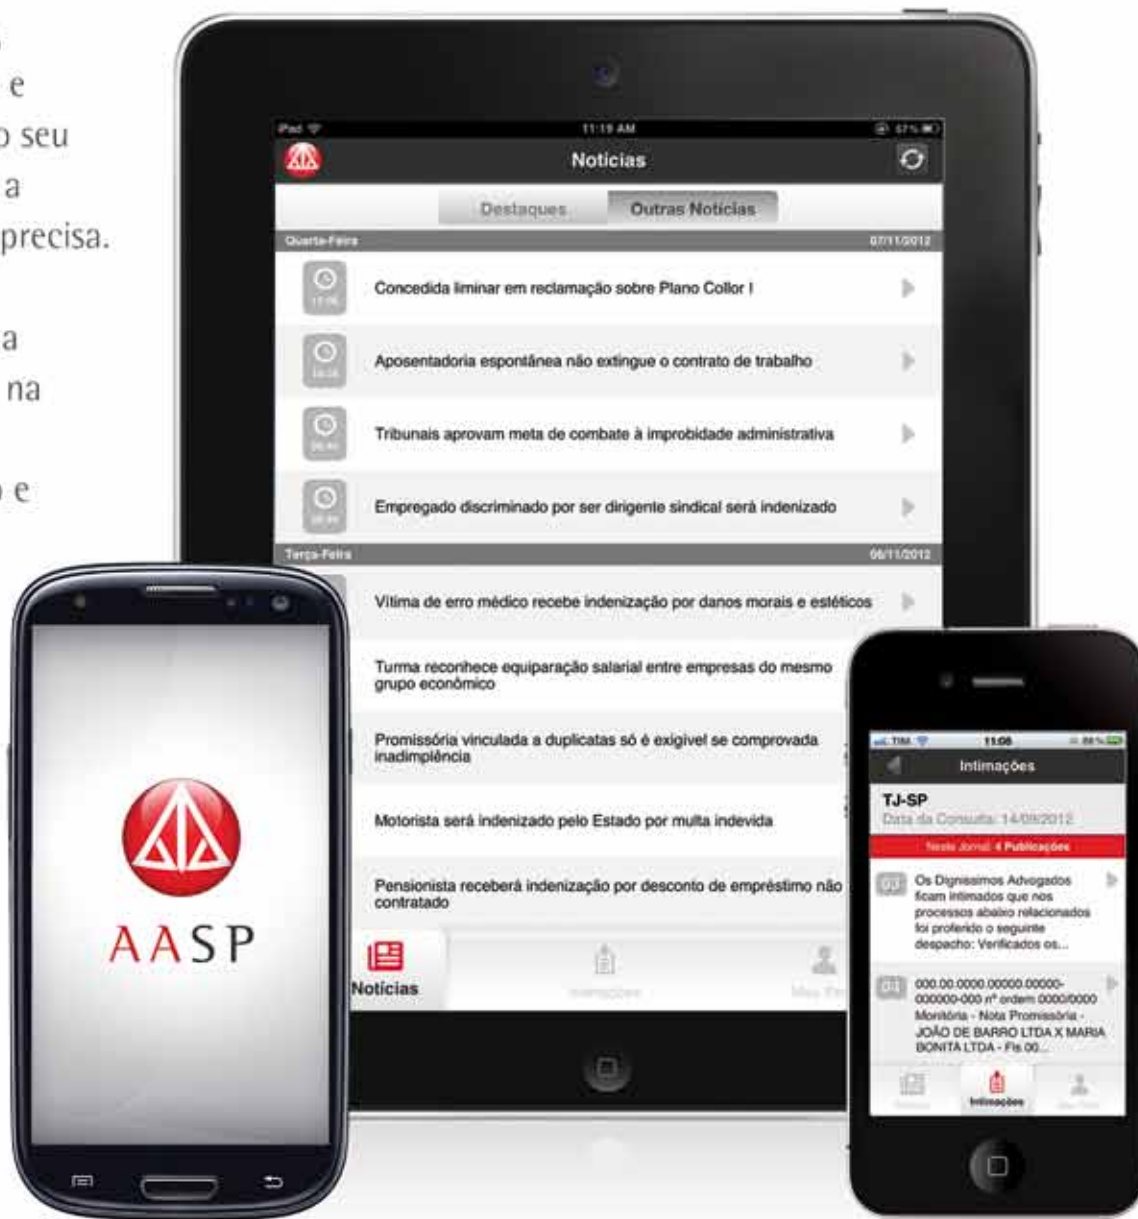 e
o seu
a
precisa.
a
na
e
iPad
11:19 AM
Notícias
Destaques
Outras Notícias
Quarta-Feira
07/11/2012
Concedida liminar em reclamação sobre Plano Collor I
Aposentadoria espontânea não extingue o contrato de trabalho
Tribunais aprovam meta de combate à improbidade administrativa
Empregado discriminado por ser dirigente sindical será indenizado
Terça-Feira
06/11/2012
Vítima de erro médico recebe indenização por danos morais e estéticos
Turma reconhece equiparação salarial entre empresas do mesmo
grupo econômico
Promissória vinculada a duplicatas só é exigível se comprovada
inadimplência
Motorista será indenizado pelo Estado por multa indevida
Pensionista receberá indenização por desconto de empréstimo não
contratado
Notícias
Intimações
AASP
TIM
11:08
Intimações
TJ-SP
Data da Consulta: 14/09/2012
Neste Jornal: 4 Publicações
Os Digníssimos Advogados
ficam intimados que nos
processos abaixo relacionados
foi proferido o seguinte
despacho: Verificados os...
04
000.00.0000.00000.00000-
000000-000 nº ordem 0000/0000
Monitória - Nota Promissória -
JOÃO DE BARRO LTDA X MARIA
BONITA LTDA - Fls 00...
Intimações